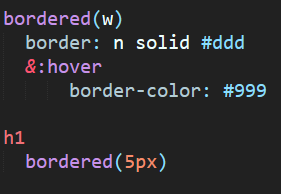 bordered(w)
  border: n solid #ddd
  &:hover
      border-color: #999

h1
  bordered(5px)